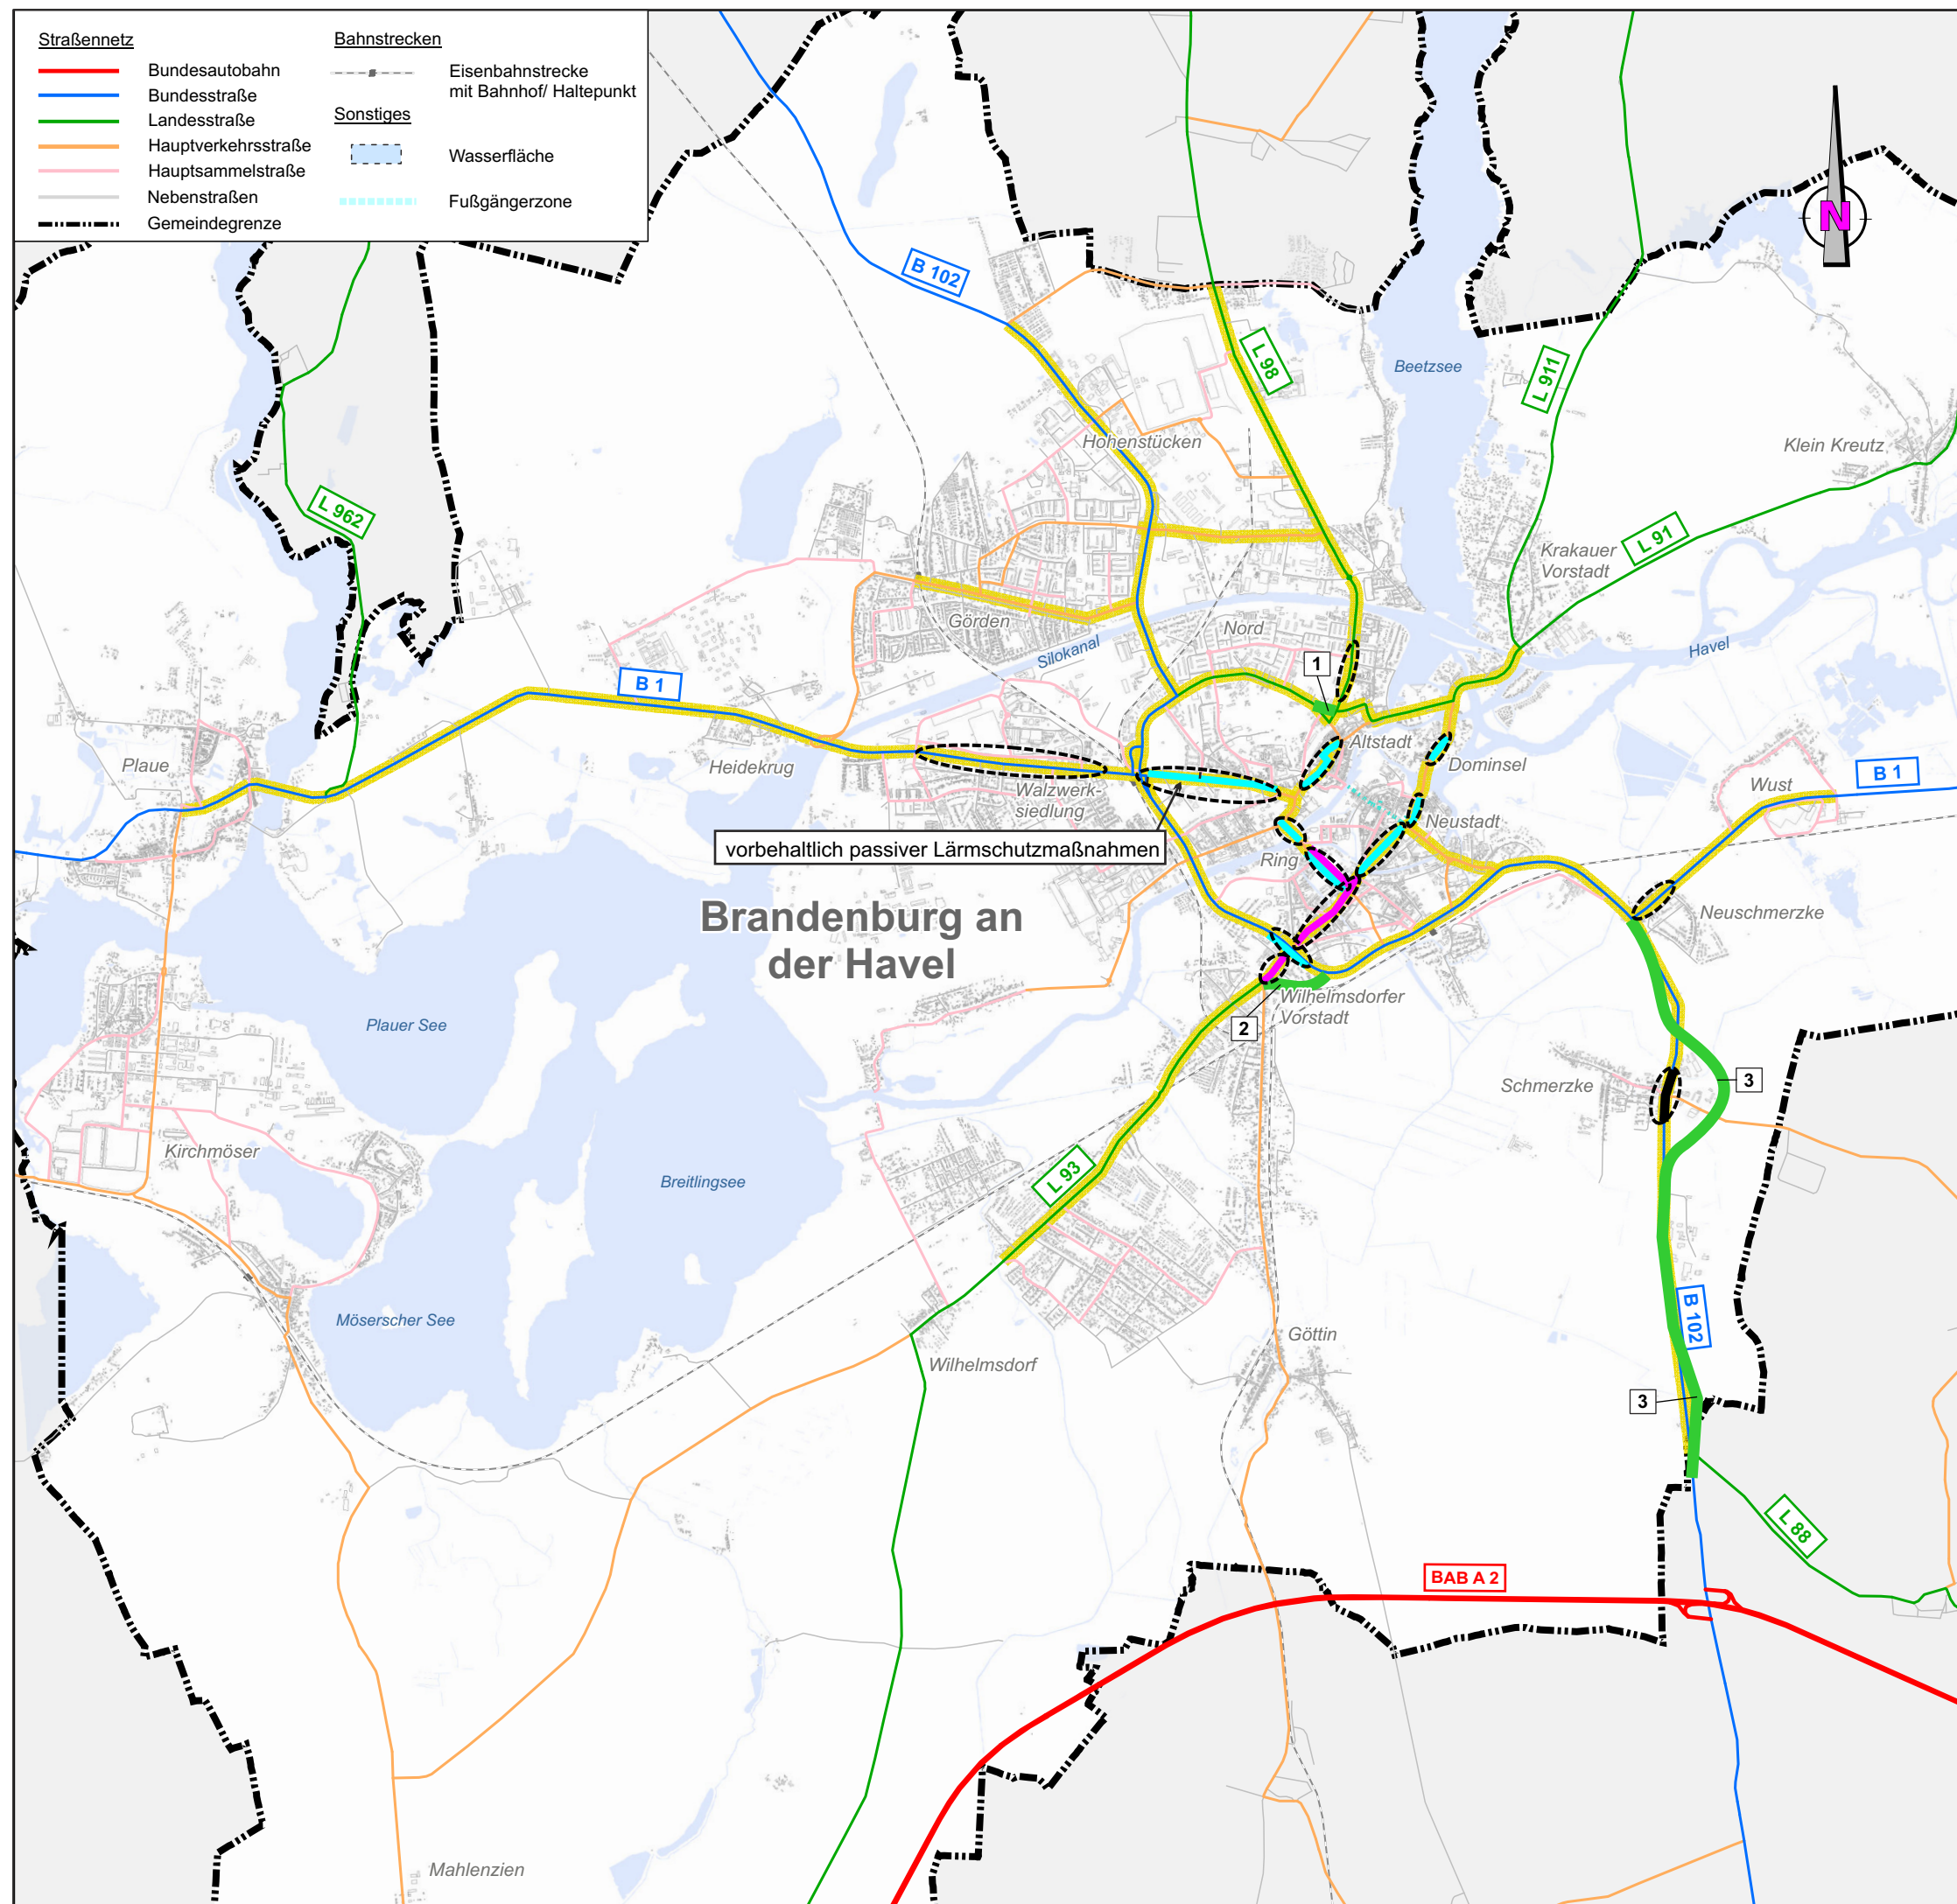 Straßennetz
Bundesautobahn
Bundesstraße
Landesstraße
Hauptverkehrsstraße
Hauptsammelstraße
Nebenstraßen
Gemeindegrenze
Bahnstrecken
Eisenbahnstrecke
mit Bahnhof/ Haltepunkt
Sonstiges
Wasserfläche
Fußgängerzone
N
B 102
L 98
Beetzsee
L 911
Hohenstücken
Klein Kreutz
L 962
L 91
Krakauer
Vorstadt
Görden
Nord
Silokanal
Havel
1
B 1
Altstadt
Plaue
Heidekrug
Dominsel
Wust
B 1
Walzwerk-
siedlung
Neustadt
vorbehaltlich passiver Lärmschutzmaßnahmen
Ring
Brandenburg an
der Havel
Neuschmerzke
Wilhelmsdorfer
Vorstadt
2
Plauer See
Schmerzke
3
Kirchmöser
L 93
Breitlingsee
Möserscher See
B 102
Göttin
Wilhelmsdorf
3
L 88
BAB A 2
Mahlenzien